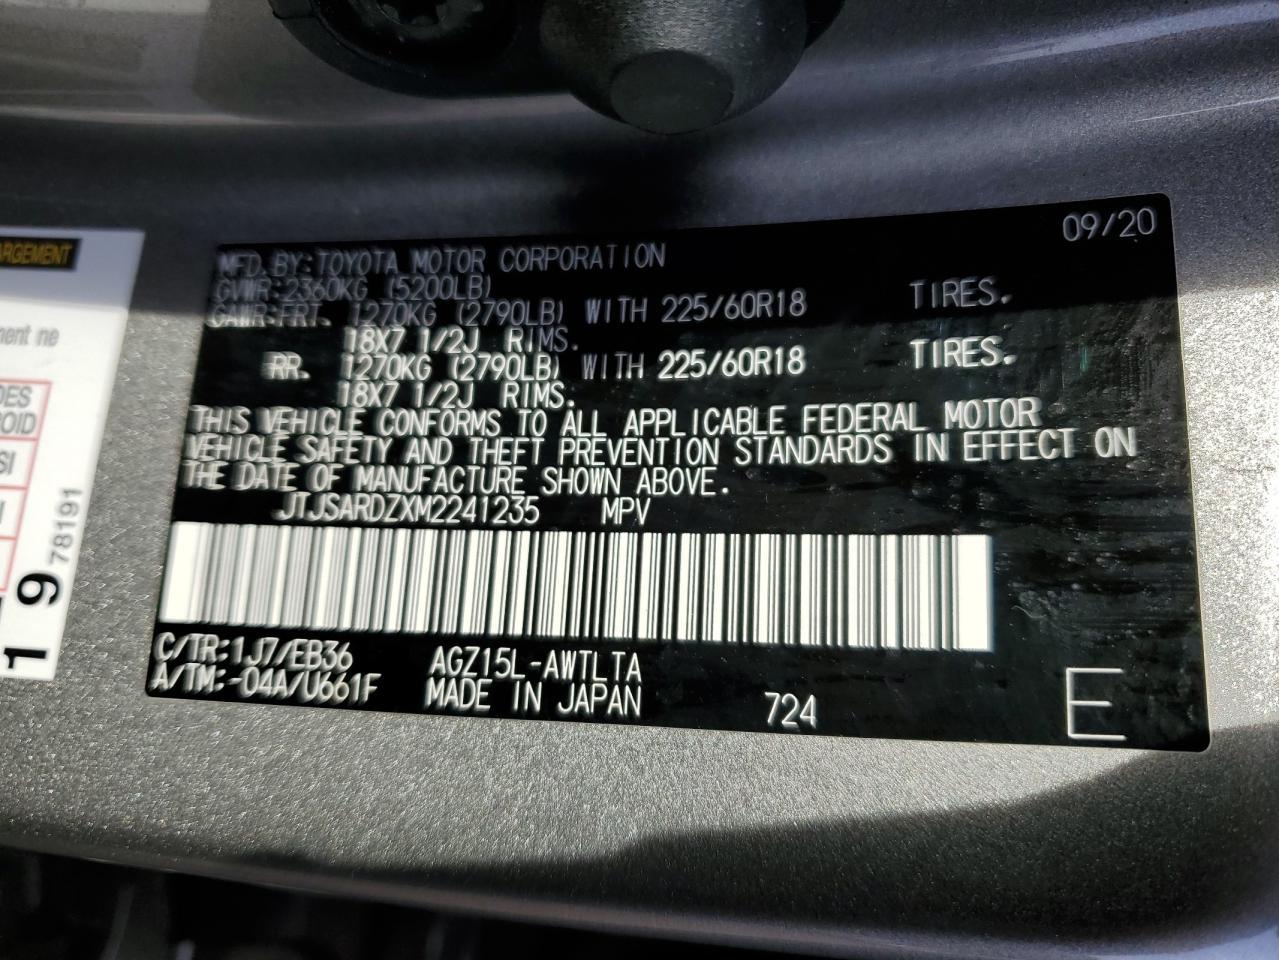 09/20
MFD.BY:TOYOTA MOTOR CORPORATION
GVWR:2360KG (5200LB)
GAWR:FRT. 1270KG (2790LB) WITH 225/60R18 TIRES.
18X7 1/2J RIMS.
RR. 1270KG (2790LB) WITH 225/60R18 TIRES.
18X7 1/2J RIMS.
THIS VEHICLE CONFORMS TO ALL APPLICABLE FEDERAL MOTOR
VEHICLE SAFETY AND THEFT PREVENTION STANDARDS IN EFFECT ON
THE DATE OF MANUFACTURE SHOWN ABOVE.
JTJSARDZXM2241235 MPV
C/TR:1J7/EB36 AGZ15L-AWTLTA
A/TM:-04A/U661F MADE IN JAPAN 724 E
ne
19
78191